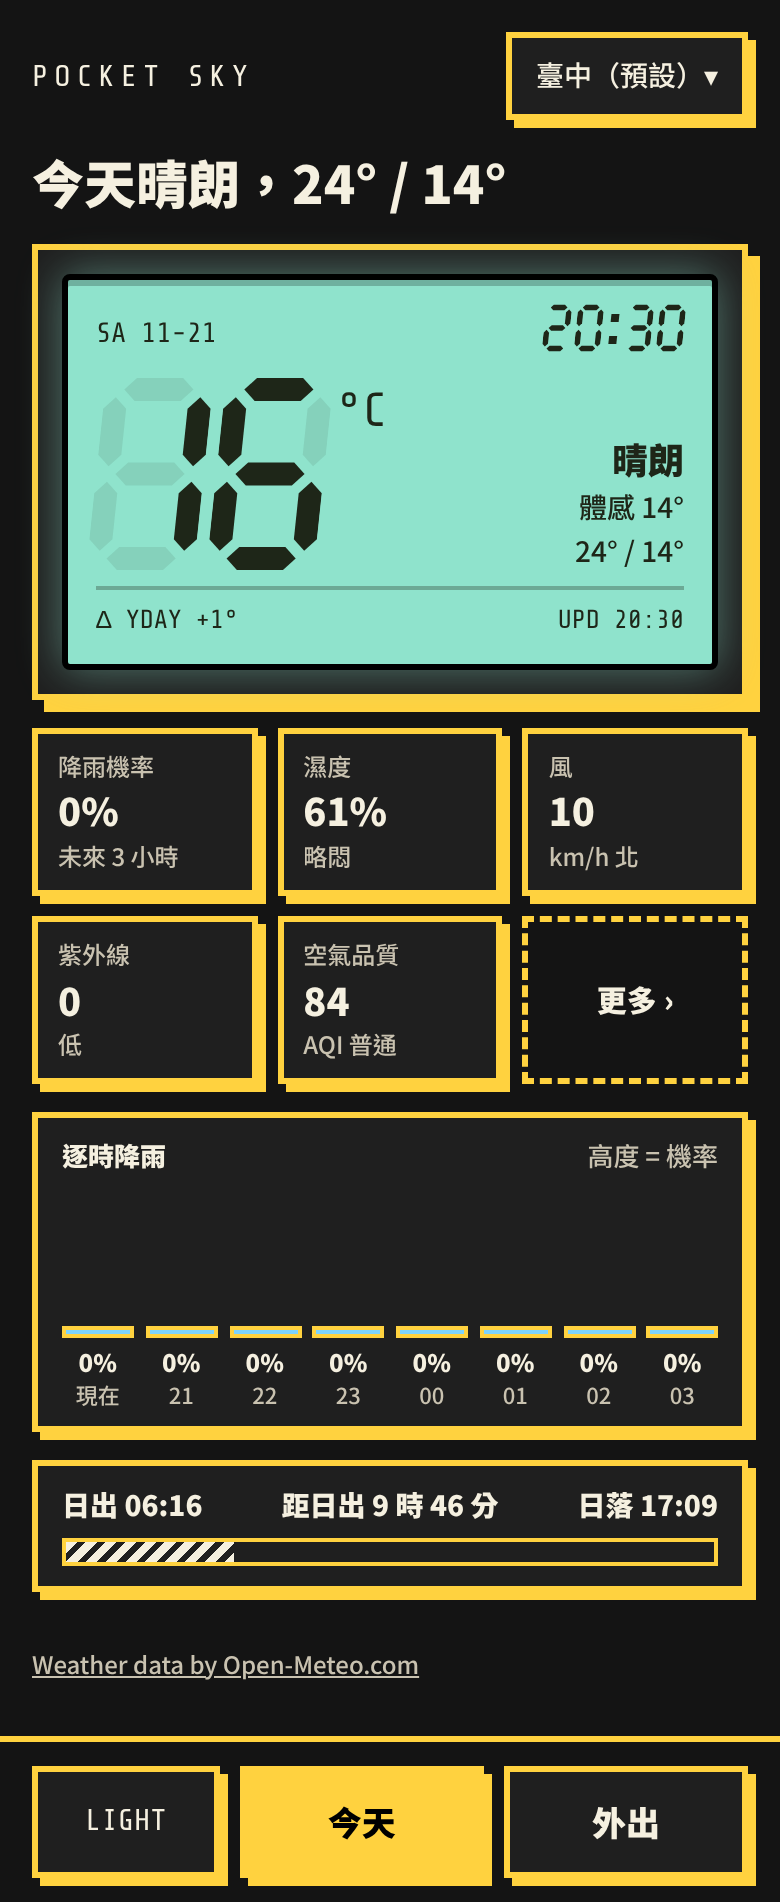 POCKET SKY
臺中（預設）▼
今天晴朗，24° / 14°
SA 11-21
20:30
16 °C
晴朗
體感 14°
24° / 14°
Δ YDAY +1°
UPD 20:30
降雨機率
0%
未來 3 小時
濕度
61%
略悶
風
10
km/h 北
紫外線
0
低
空氣品質
84
AQI 普通
更多 ›
逐時降雨
高度 = 機率
0% 0% 0% 0% 0% 0% 0% 0%
現在 21 22 23 00 01 02 03
日出 06:16
距日出 9 時 46 分
日落 17:09
Weather data by Open-Meteo.com
LIGHT
今天
外出